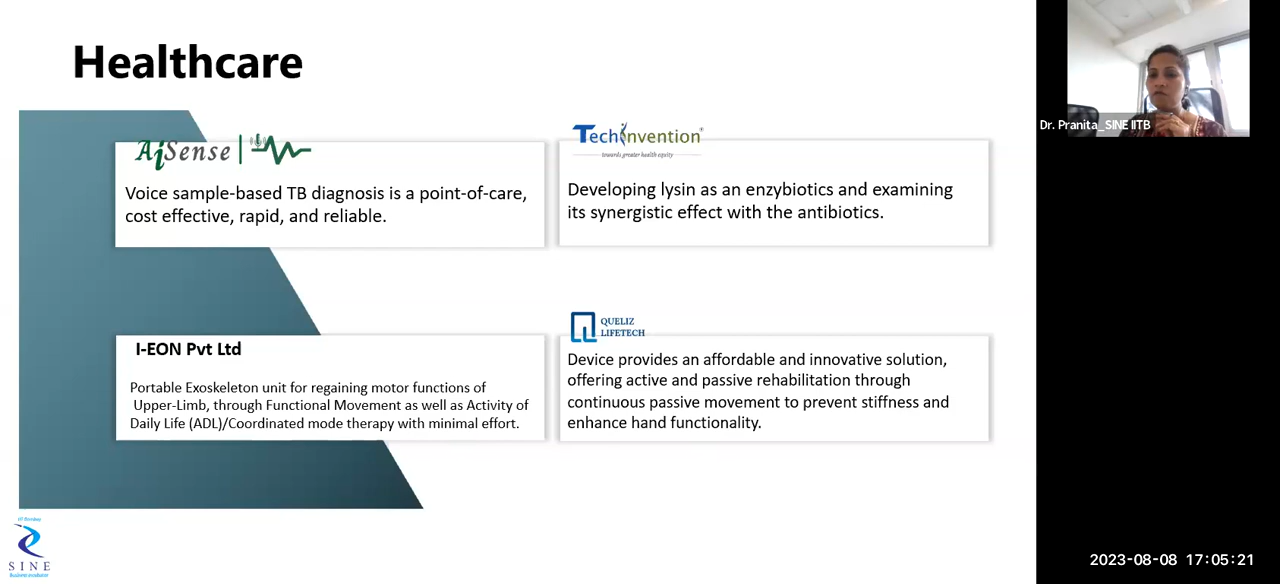 Healthcare
AiSense
Voice sample-based TB diagnosis is a point-of-care,
cost effective, rapid, and reliable.
TechInvention
towards greater health equity
Developing lysin as an enzybiotics and examining
its synergistic effect with the antibiotics.
I-EON Pvt Ltd
Portable Exoskeleton unit for regaining motor functions of
Upper-Limb, through Functional Movement as well as Activity of
Daily Life (ADL)/Coordinated mode therapy with minimal effort.
QUELIZ
LIFETECH
Device provides an affordable and innovative solution,
offering active and passive rehabilitation through
continuous passive movement to prevent stiffness and
enhance hand functionality.
IIT Bombay
SINE
Business Incubator
Dr. Pranita_SINE IITB
2023-08-08 17:05:21